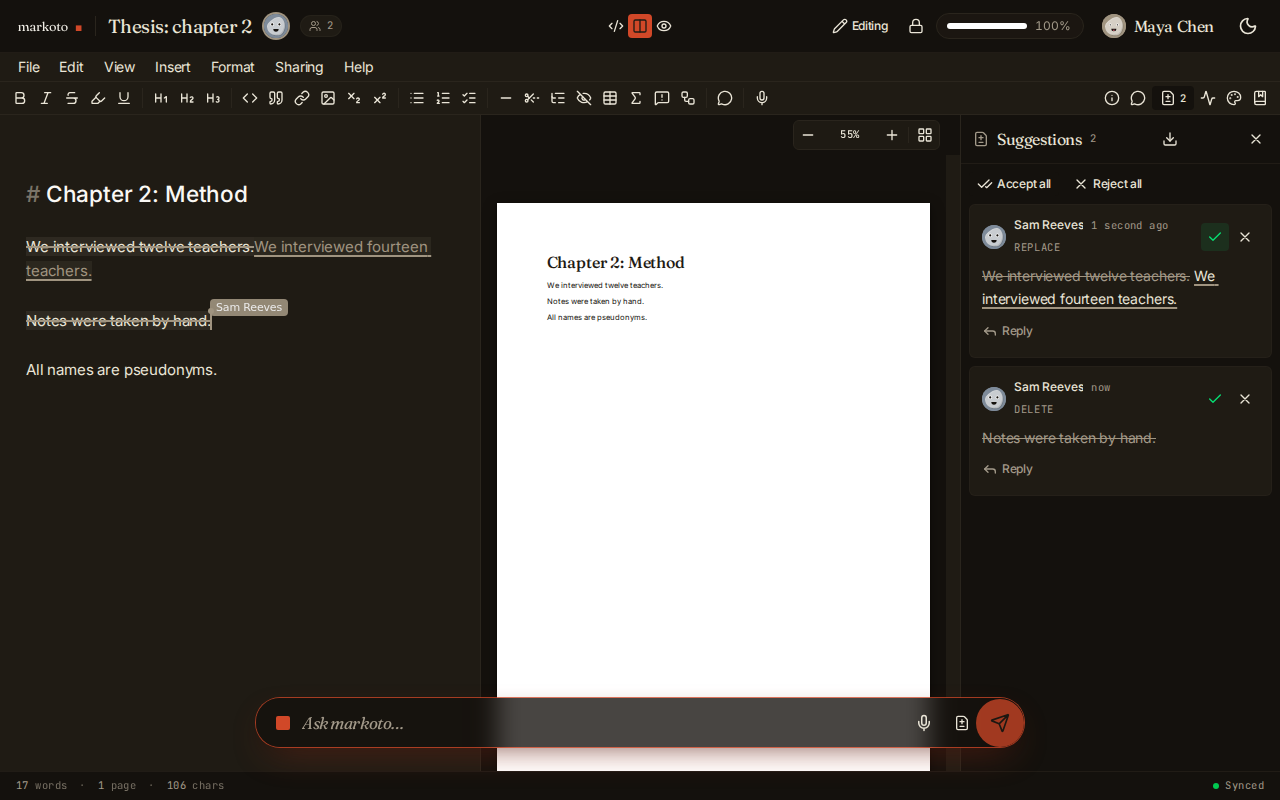 markoto
Thesis: chapter 2
2
Editing
100%
Maya Chen
File Edit View Insert Format Sharing Help
H1 H2 H3
2
55%
Suggestions 2
Accept all Reject all
# Chapter 2: Method
We interviewed twelve teachers.We interviewed fourteen
teachers.
Sam Reeves
Notes were taken by hand.
All names are pseudonyms.
Chapter 2: Method
We interviewed twelve teachers.
Notes were taken by hand.
All names are pseudonyms.
Sam Reeves 1 second ago
REPLACE
We interviewed twelve teachers. We
interviewed fourteen teachers.
Reply
Sam Reeves now
DELETE
Notes were taken by hand.
Reply
Ask markoto...
17 words · 1 page · 106 chars
Synced